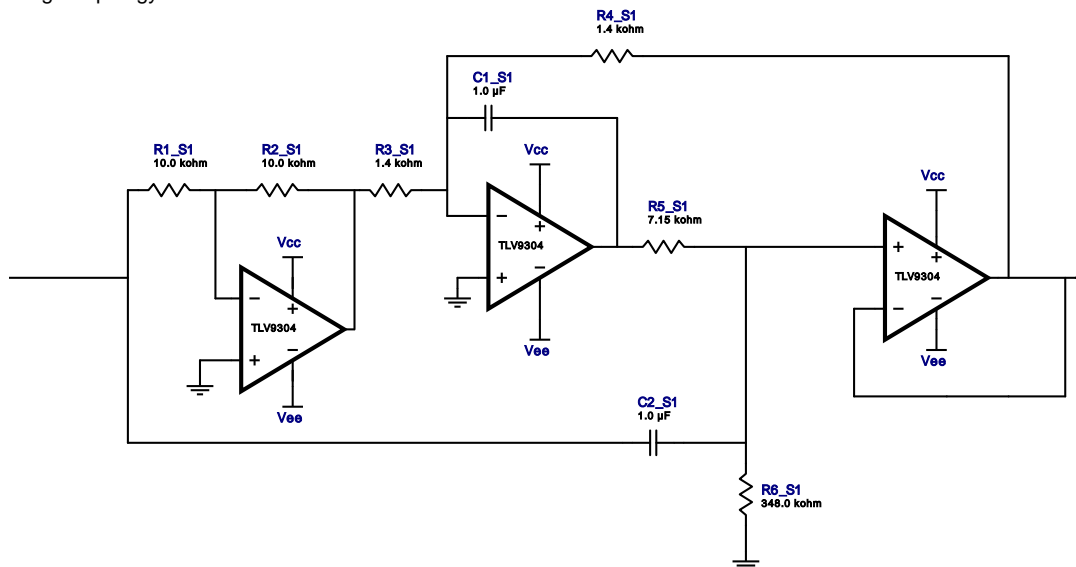 R4_S1
1.4 kohm
C1_S1
1.0 µF
R1_S1
10.0 kohm
R2_S1
10.0 kohm
R3_S1
1.4 kohm
Vcc
−
+
TLV9304
−
+
Vee
R5_S1
7.15 kohm
Vcc
+
+
TLV9304
−
−
Vee
Vcc
−
+
TLV9304
−
+
Vee
C2_S1
1.0 µF
R6_S1
348.0 kohm